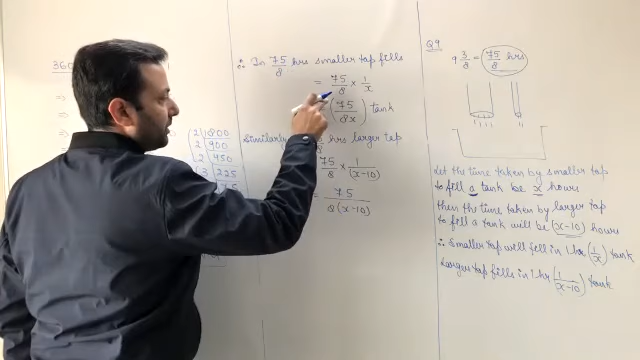 360
2 | 1800
2 | 900
2 | 450
3 | 225
∴ In 75/8 hrs smaller tap fills
= 75/8 × 1/x
(75/8x) tank
Similarly hrs larger tap
75/8 × 1/(x-10)
= 75/8(x-10)
Q9
9 3/8 = 75/8 hrs
Let the time taken by smaller tap
to fill a tank be x hours
then the time taken by larger tap
to fill a tank will be (x-10) hours
∴ Smaller tap will fill in 1 hr (1/x) tank
Larger tap fills in 1 hr (1/x-10) tank